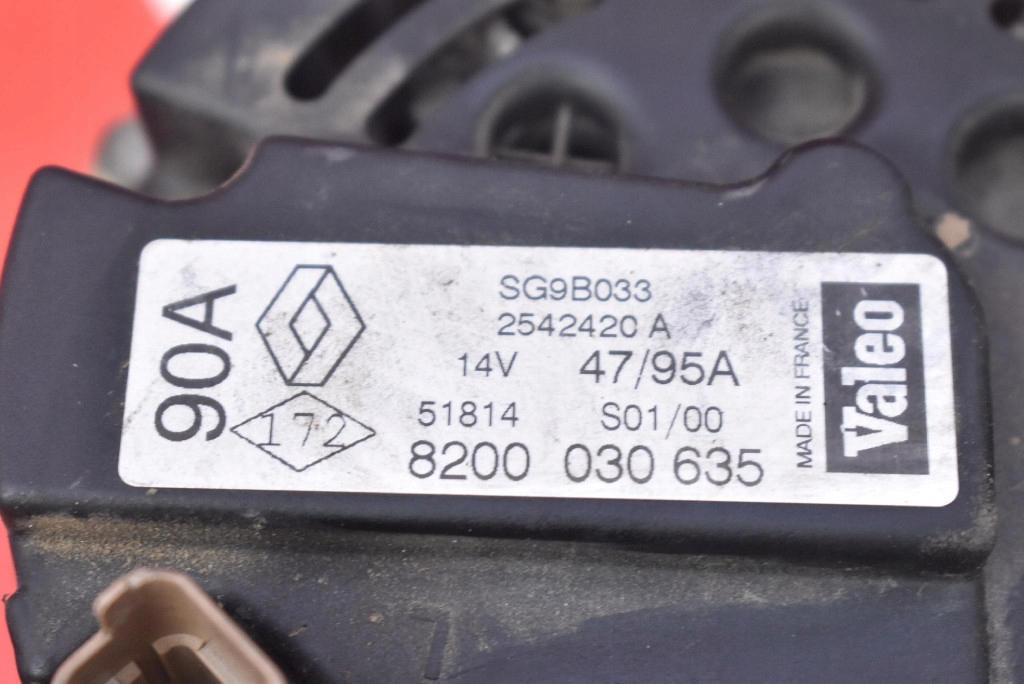 90A
172
SG9B033
2542420 A
14V 47/95A
51814 S01/00
8200 030 635
MADE IN FRANCE
Valeo